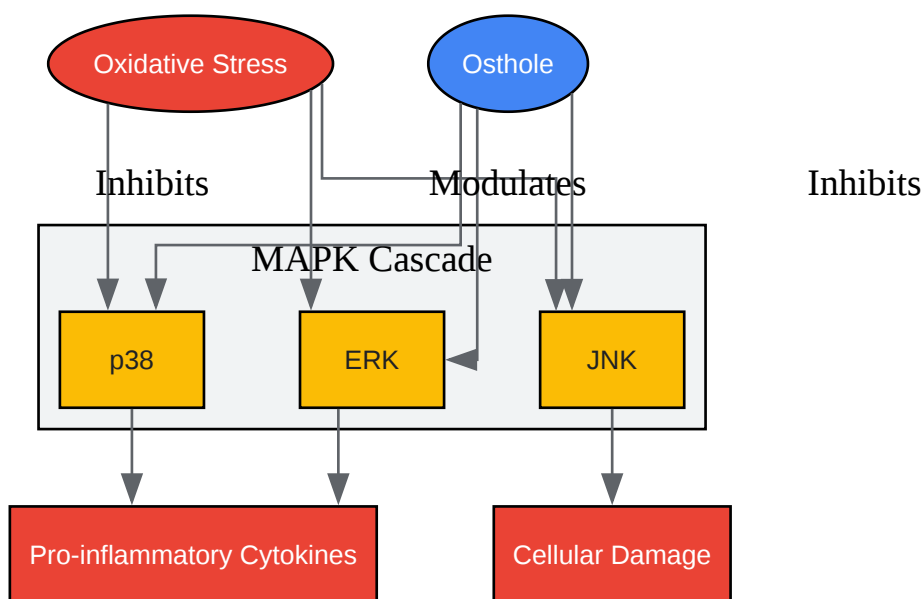 Oxidative Stress
Osthole
Inhibits
Modulates
Inhibits
MAPK Cascade
p38
ERK
JNK
Pro-inflammatory Cytokines
Cellular Damage